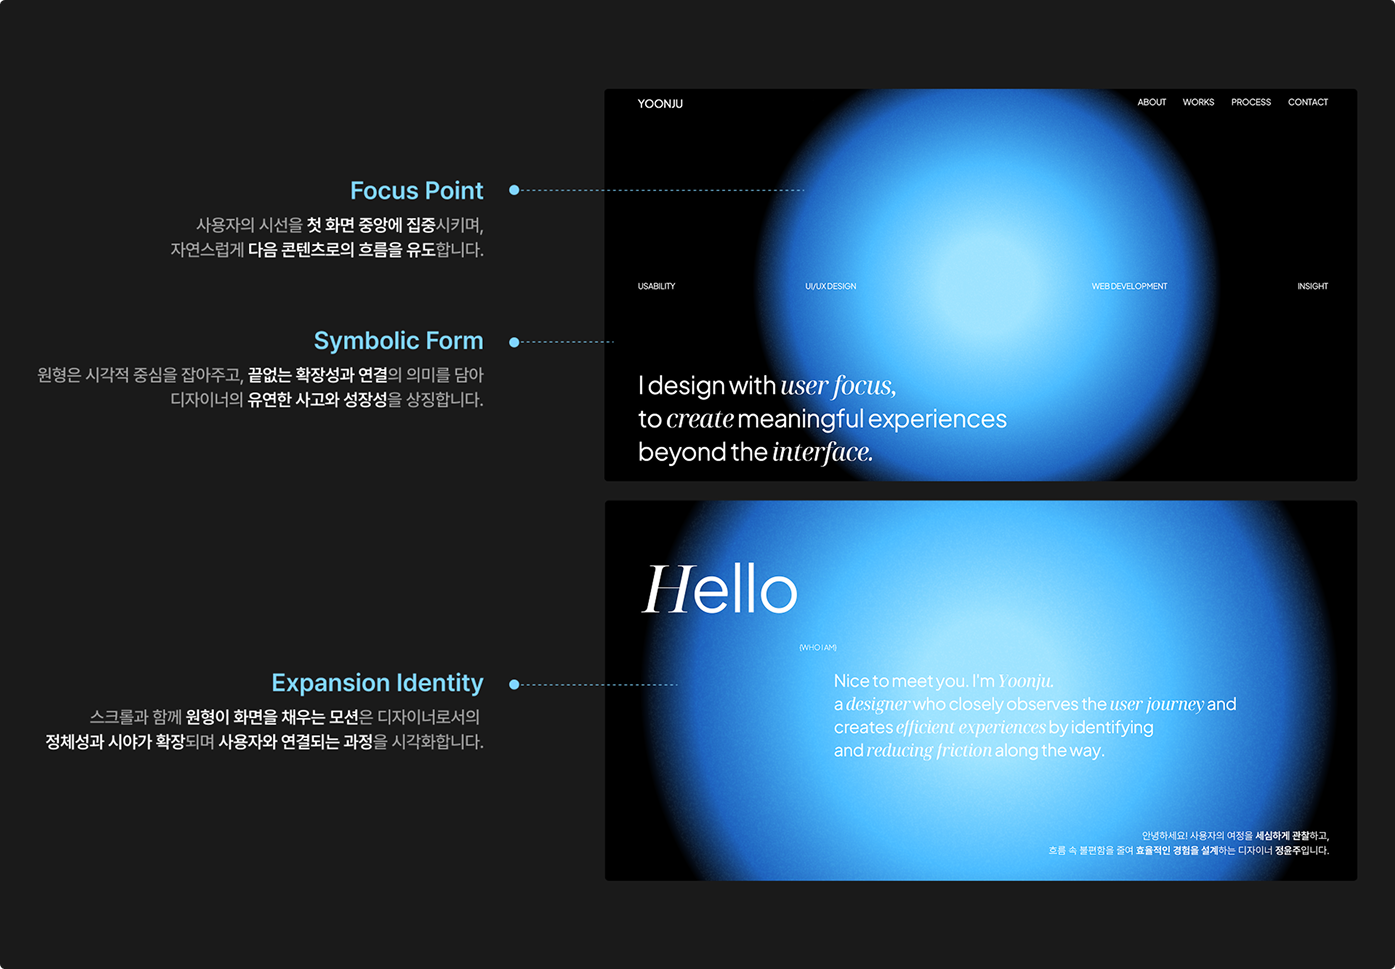 Focus Point
사용자의 시선을 첫 화면 중앙에 집중시키며,
자연스럽게 다음 콘텐츠로의 흐름을 유도합니다.
Symbolic Form
원형은 시각적 중심을 잡아주고, 끝없는 확장성과 연결의 의미를 담아
디자이너의 유연한 사고와 성장성을 상징합니다.
Expansion Identity
스크롤과 함께 원형이 화면을 채우는 모션은 디자이너로서의
정체성과 시야가 확장되며 사용자와 연결되는 과정을 시각화합니다.
YOONJU
ABOUT WORKS PROCESS CONTACT
USABILITY UI/UX DESIGN WEB DEVELOPMENT INSIGHT
I design with user focus,
to create meaningful experiences
beyond the interface.
Hello
(WHO I AM)
Nice to meet you. I'm Yoonju.
a designer who closely observes the user journey and
creates efficient experiences by identifying
and reducing friction along the way.
안녕하세요! 사용자의 여정을 세심하게 관찰하고,
흐름 속 불편함을 줄여 효율적인 경험을 설계하는 디자이너 정윤주입니다.